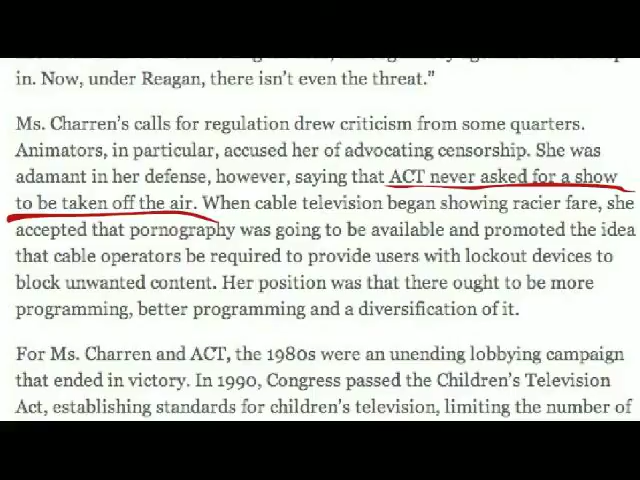 in. Now, under Reagan, there isn't even the threat."
Ms. Charren's calls for regulation drew criticism from some quarters.
Animators, in particular, accused her of advocating censorship. She was
adamant in her defense, however, saying that ACT never asked for a show
to be taken off the air. When cable television began showing racier fare, she
accepted that pornography was going to be available and promoted the idea
that cable operators be required to provide users with lockout devices to
block unwanted content. Her position was that there ought to be more
programming, better programming and a diversification of it.
For Ms. Charren and ACT, the 1980s were an unending lobbying campaign
that ended in victory. In 1990, Congress passed the Children's Television
Act, establishing standards for children's television, limiting the number of